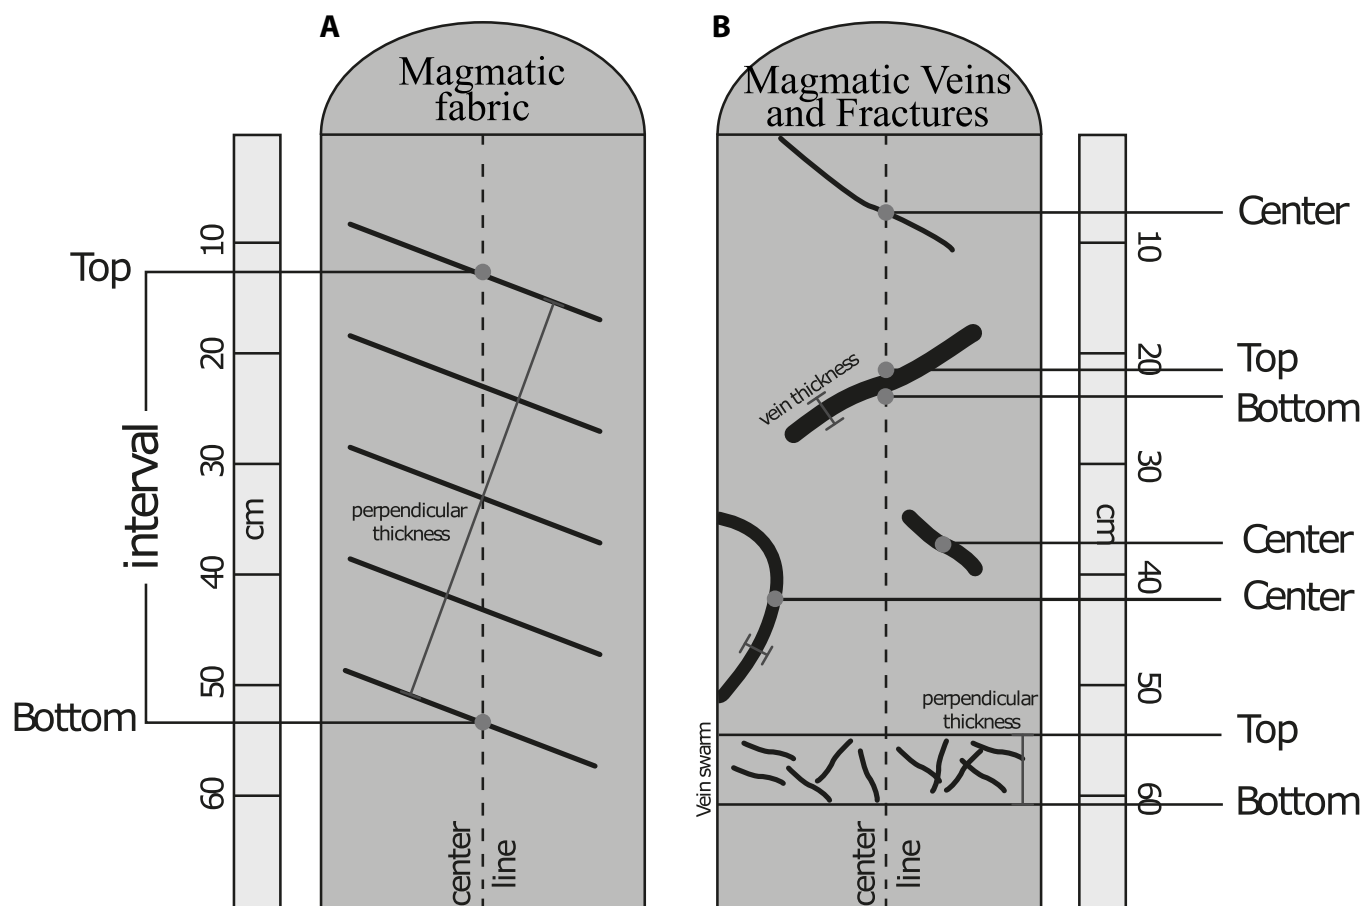 A
Magmatic
fabric
10
20
30
cm
40
50
60
Top
interval
Bottom
perpendicular
thickness
center
line
B
Magmatic Veins
and Fractures
Center
10
vein thickness
20
Top
Bottom
30
cm
Center
40
Center
50
perpendicular
thickness
Vein swarm
Top
60
Bottom
center
line